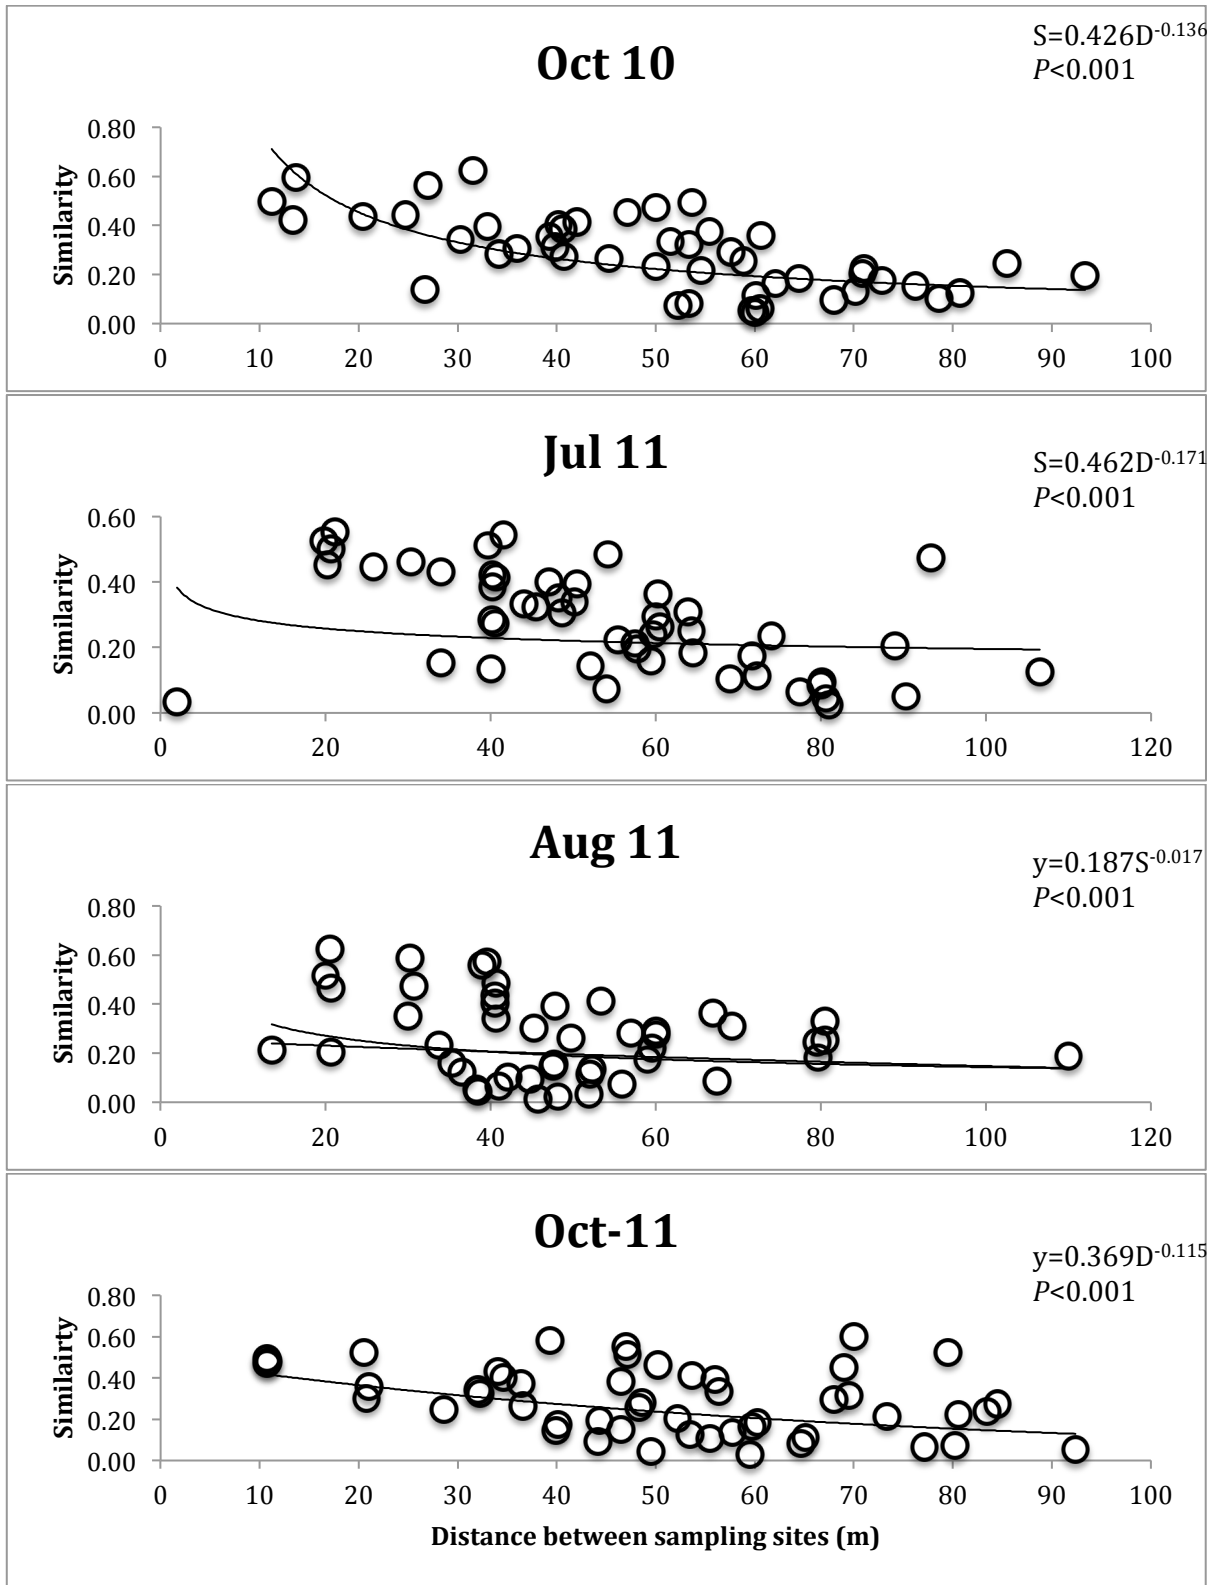 Oct 10
S=0.426D-0.136
P<0.001
Similarity
0.80
0.60
0.40
0.20
0.00
0 10 20 30 40 50 60 70 80 90 100
Jul 11
S=0.462D-0.171
P<0.001
Similarity
0.60
0.40
0.20
0.00
0 20 40 60 80 100 120
Aug 11
y=0.187S-0.017
P<0.001
Similarity
0.80
0.60
0.40
0.20
0.00
0 20 40 60 80 100 120
Oct-11
y=0.369D-0.115
P<0.001
Similairty
0.80
0.60
0.40
0.20
0.00
0 10 20 30 40 50 60 70 80 90 100
Distance between sampling sites (m)